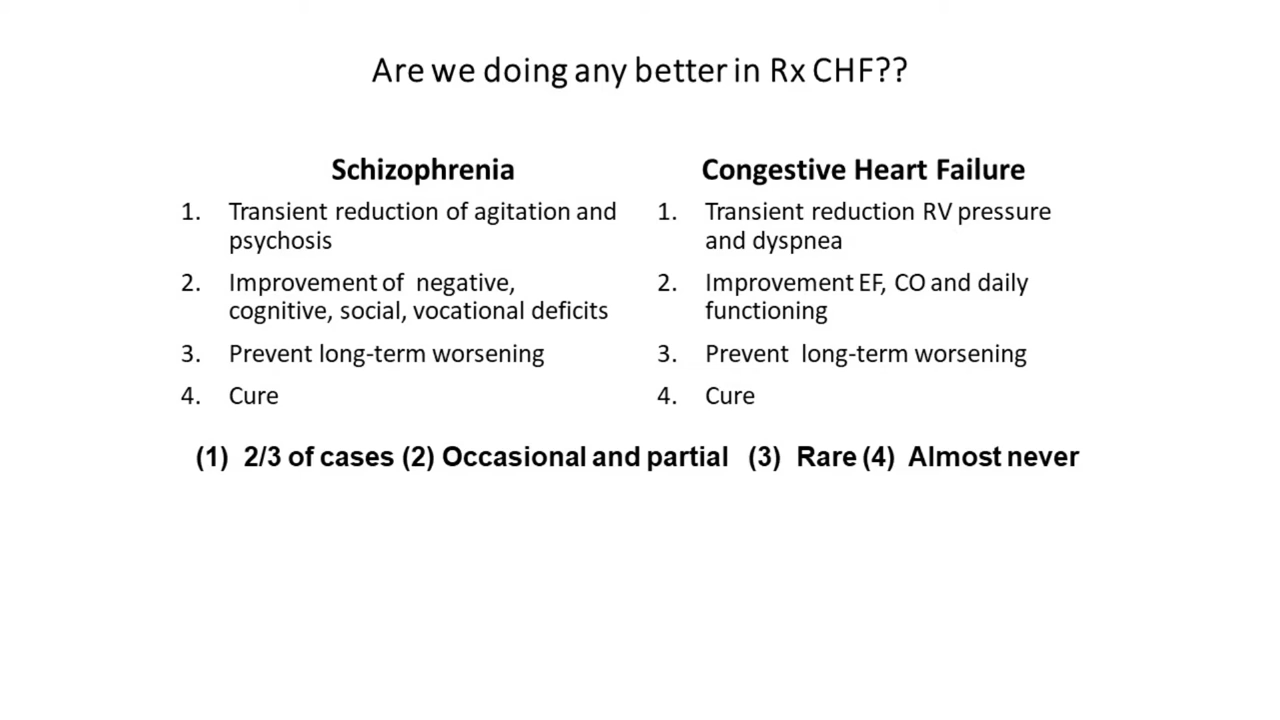 Are we doing any better in Rx CHF??
Schizophrenia
1. Transient reduction of agitation and
psychosis
2. Improvement of negative,
cognitive, social, vocational deficits
3. Prevent long-term worsening
4. Cure
Congestive Heart Failure
1. Transient reduction RV pressure
and dyspnea
2. Improvement EF, CO and daily
functioning
3. Prevent long-term worsening
4. Cure
(1) 2/3 of cases (2) Occasional and partial (3) Rare (4) Almost never